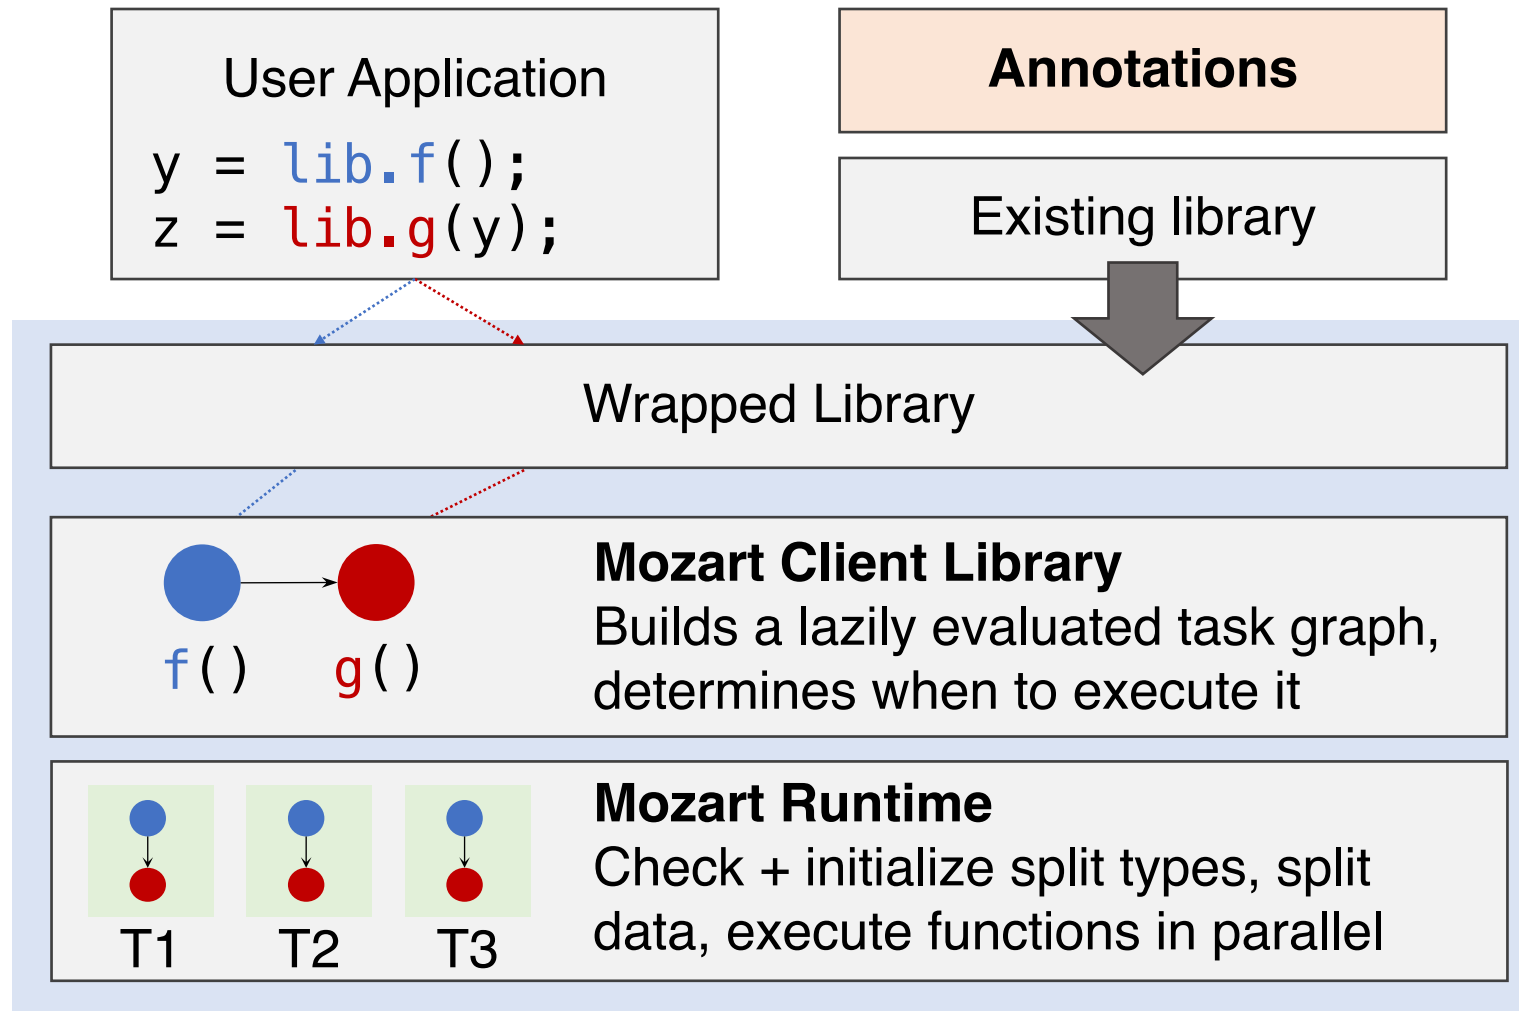 User Application
y = lib.f();
z = lib.g(y);
Annotations
Existing library
Wrapped Library
f()
g()
Mozart Client Library
Builds a lazily evaluated task graph,
determines when to execute it
T1
T2
T3
Mozart Runtime
Check + initialize split types, split
data, execute functions in parallel